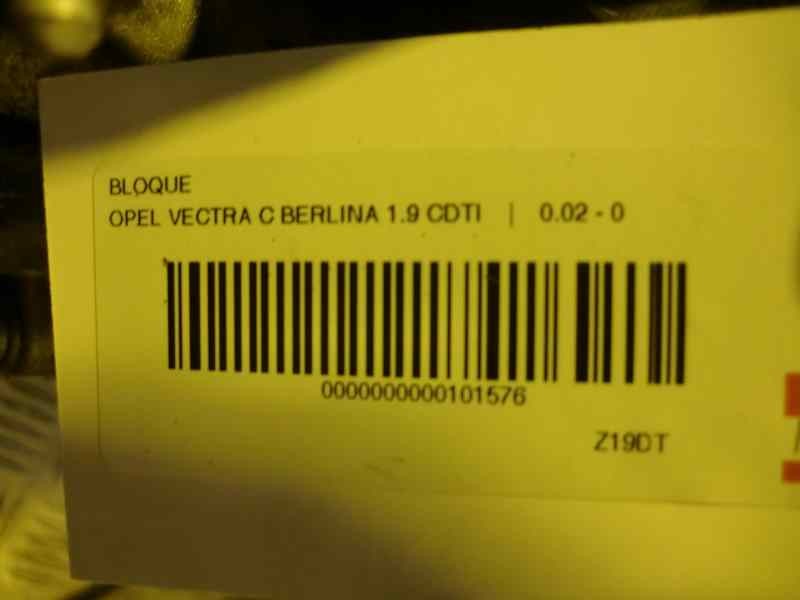 BLOQUE
OPEL VECTRA C BERLINA 1.9 CDTI | 0.02 - 0
0000000000101576
Z19DT